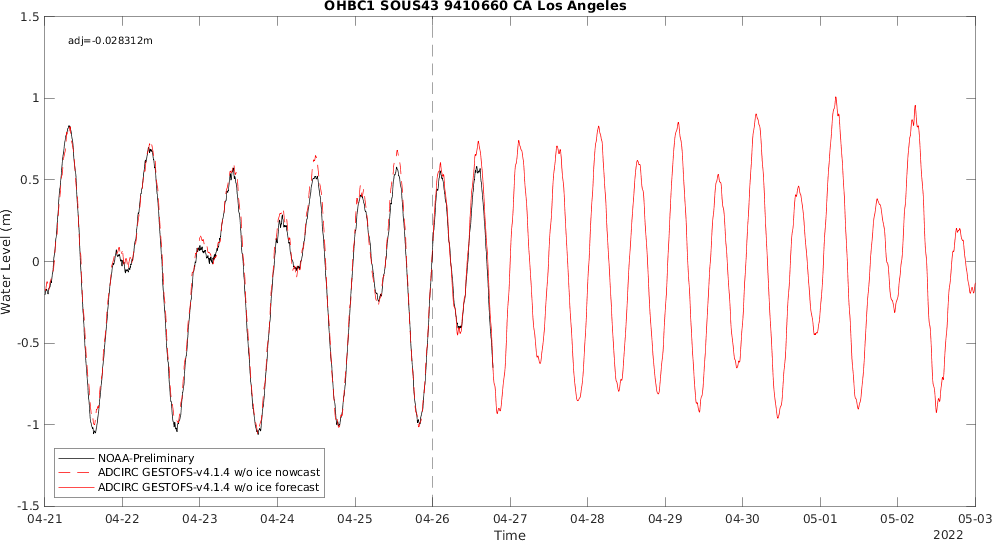 OHBC1 SOUS43 9410660 CA Los Angeles
1.5
adj=-0.028312m
1
0.5
0
-0.5
-1
-1.5
Water Level (m)
NOAA-Preliminary
ADCIRC GESTOFS-v4.1.4 w/o ice nowcast
ADCIRC GESTOFS-v4.1.4 w/o ice forecast
04-21 04-22 04-23 04-24 04-25 04-26 04-27 04-28 04-29 04-30 05-01 05-02 05-03
Time
2022